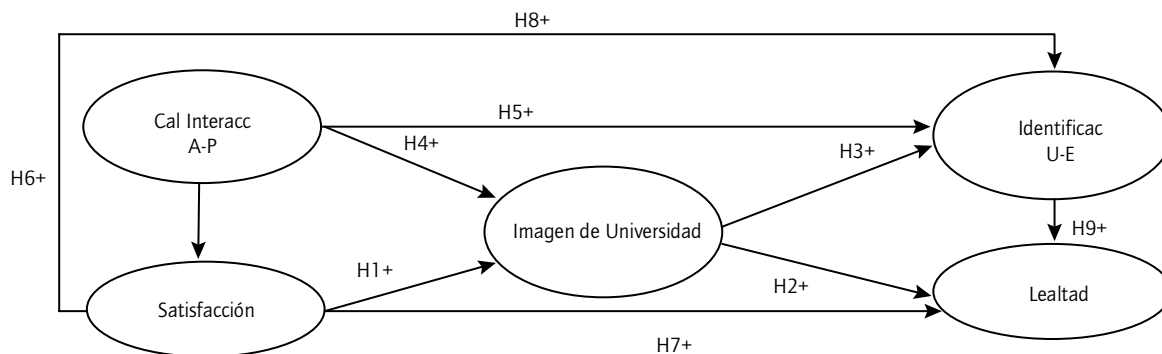 H8+
Cal Interacc
A-P
H5+
H4+
H3+
Identificac
U-E
H6+
Imagen de Universidad
H9+
H1+
H2+
Satisfacción
Lealtad
H7+